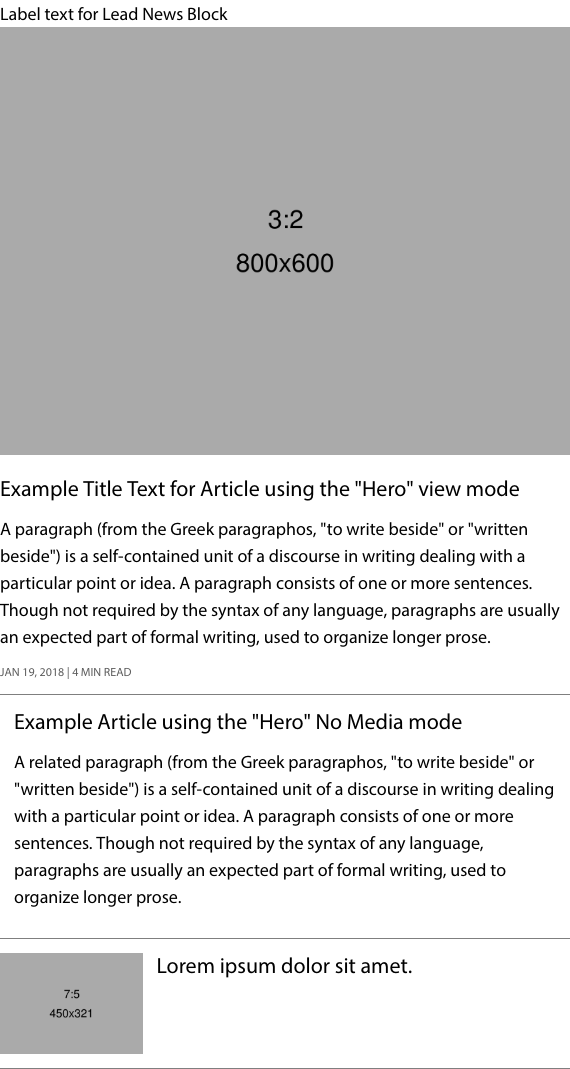 Label text for Lead News Block
3:2
800x600
Example Title Text for Article using the "Hero" view mode
A paragraph (from the Greek paragraphos, "to write beside" or "written
beside") is a self-contained unit of a discourse in writing dealing with a
particular point or idea. A paragraph consists of one or more sentences.
Though not required by the syntax of any language, paragraphs are usually
an expected part of formal writing, used to organize longer prose.
JAN 19, 2018 | 4 MIN READ
Example Article using the "Hero" No Media mode
A related paragraph (from the Greek paragraphos, "to write beside" or
"written beside") is a self-contained unit of a discourse in writing dealing
with a particular point or idea. A paragraph consists of one or more
sentences. Though not required by the syntax of any language,
paragraphs are usually an expected part of formal writing, used to
organize longer prose.
7:5
450x321
Lorem ipsum dolor sit amet.